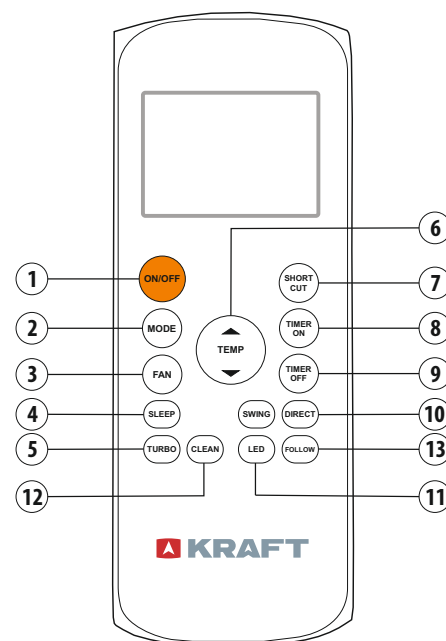 6
1
ON/OFF
SHORT
CUT
7
2
MODE
TIMER
ON
8
TEMP
3
FAN
TIMER
OFF
9
4
SLEEP
SWING
DIRECT
10
5
TURBO
CLEAN
LED
FOLLOW
13
12
11
KRAFT